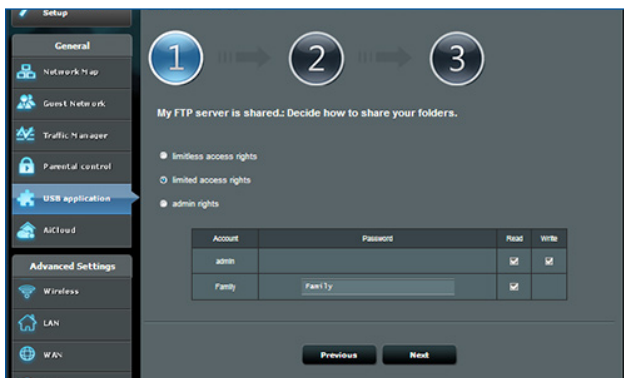 Setup
General
Network Map
Guest Network
Traffic Manager
Parental control
USB application
AiCloud
Advanced Settings
Wireless
LAN
WAN
1
2
3
My FTP server is shared.: Decide how to share your folders.
limitless access rights
limited access rights
admin rights
Account Password Read Write
admin
Family Family
Previous Next